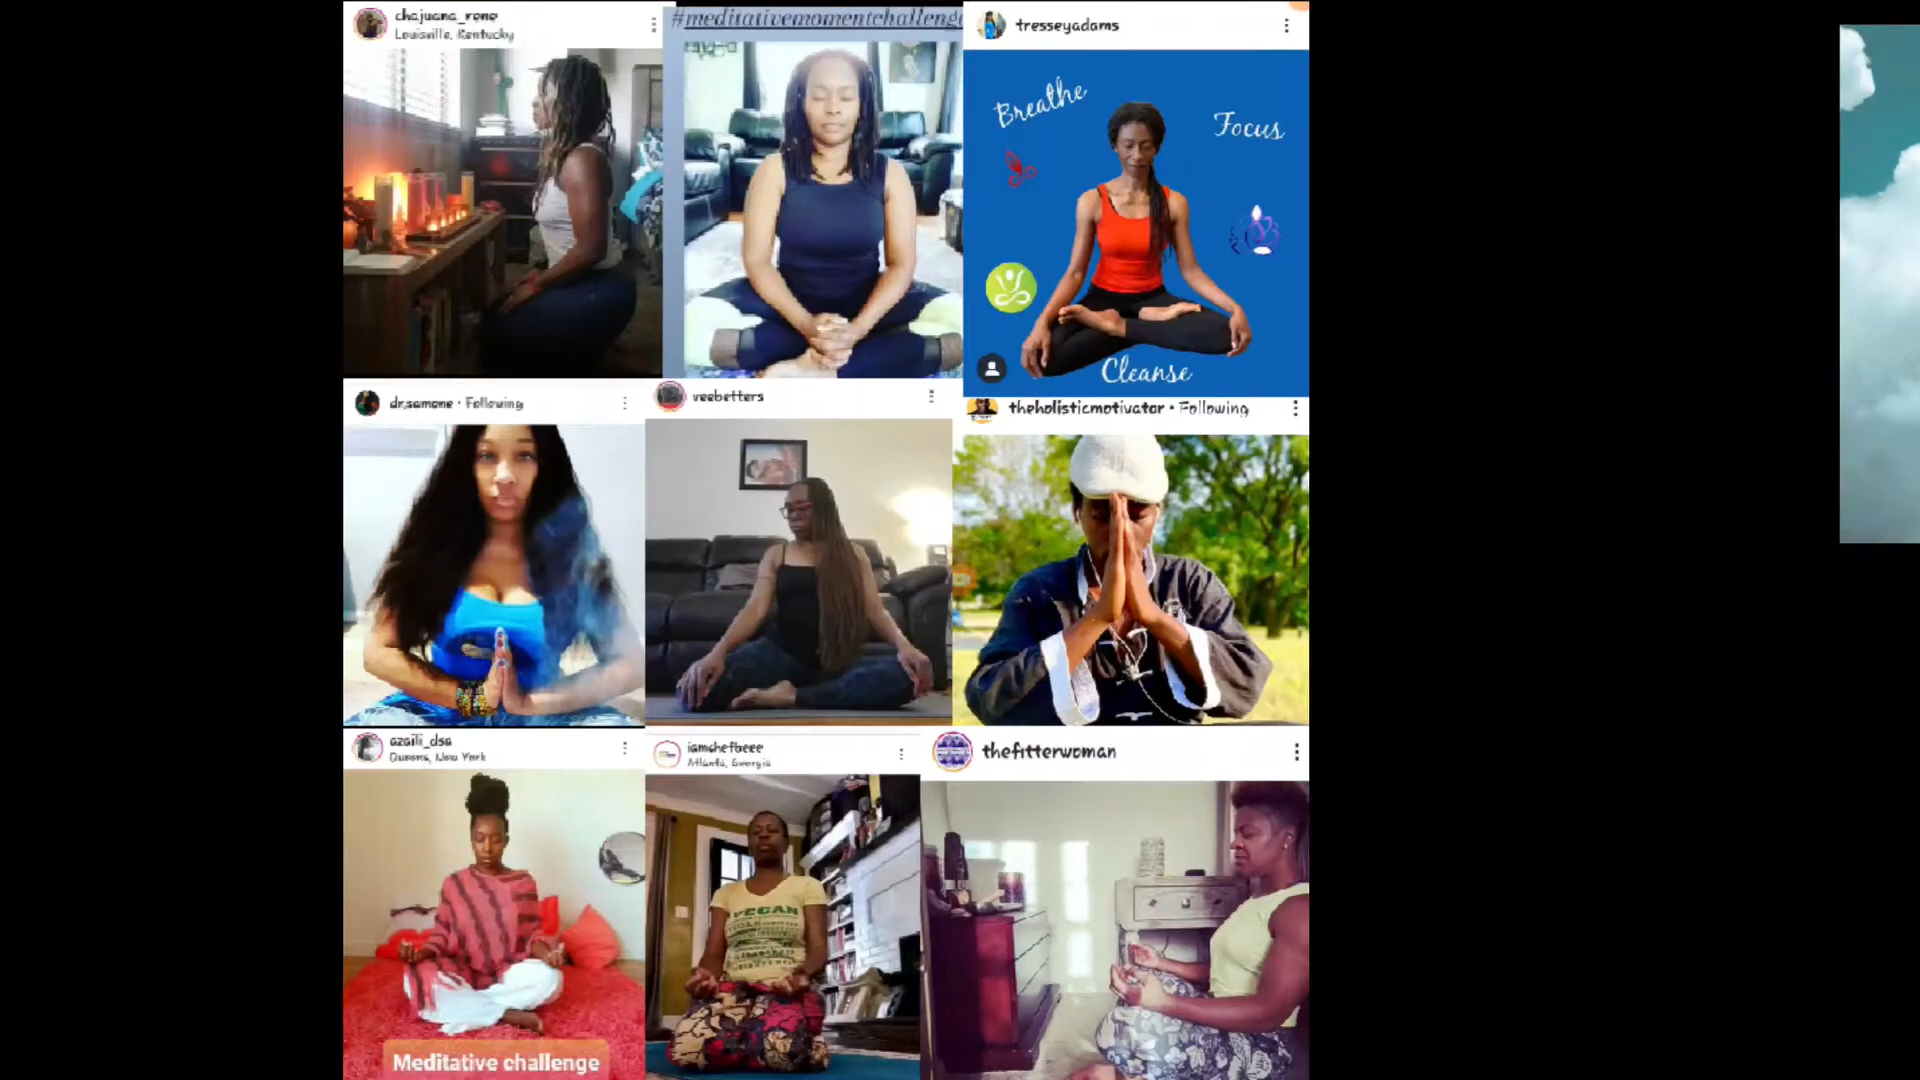 chajuana_rene
Louisville, Kentucky
#meditativemomentchallenge
tresseyadams
Breathe
Focus
Cleanse
dr.samone • Following
veebetters
theholisticmotivator • Following
azaili_dsa
Queens, New York
Meditative challenge
iamchefbeee
Atlanta, Georgia
VEGAN
thefitterwoman